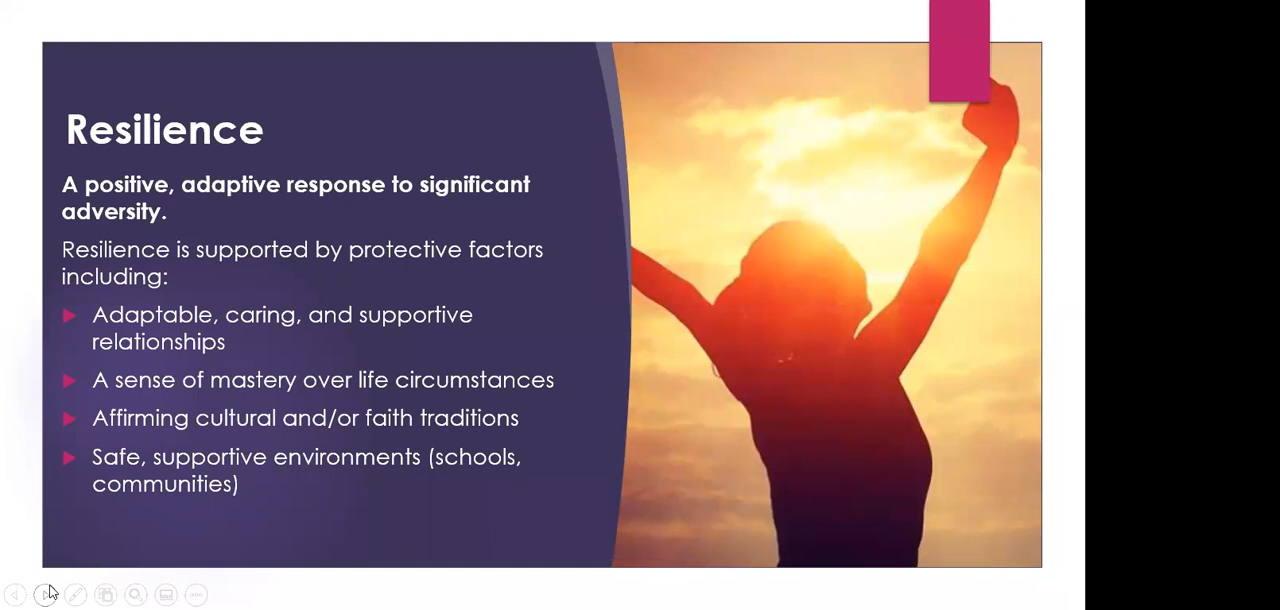 Resilience
A positive, adaptive response to significant
adversity.
Resilience is supported by protective factors
including:
Adaptable, caring, and supportive
relationships
A sense of mastery over life circumstances
Affirming cultural and/or faith traditions
Safe, supportive environments (schools,
communities)